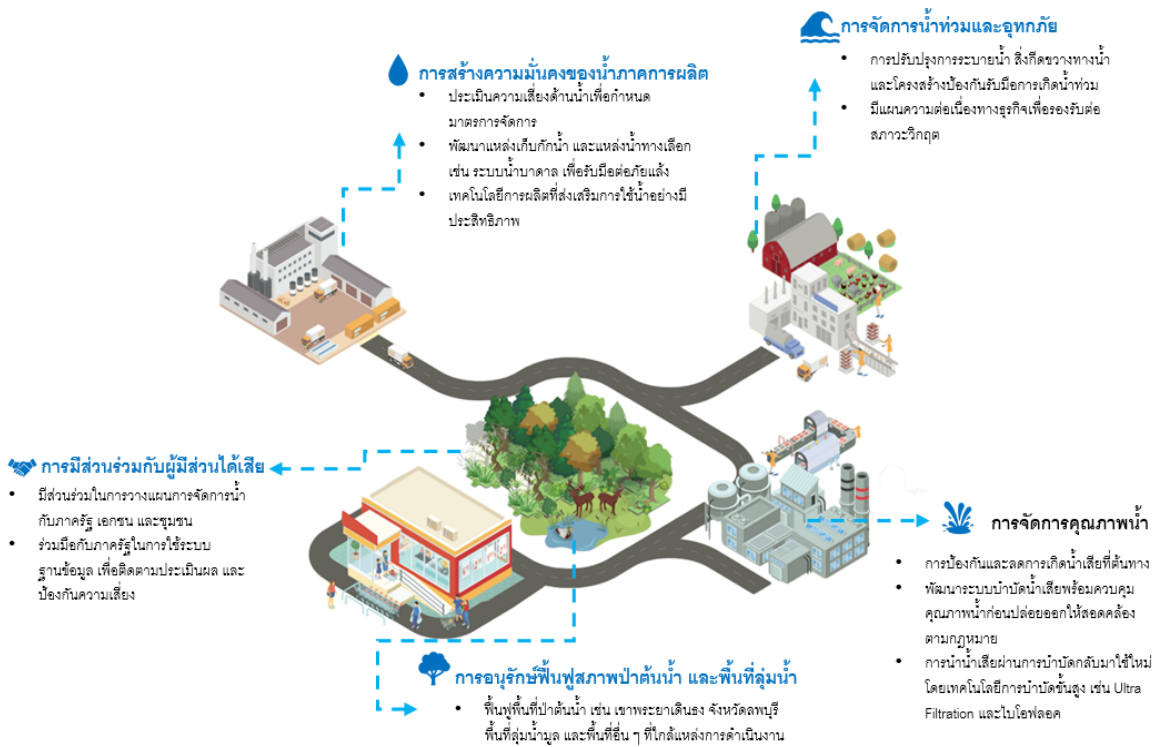 การจัดการน้ำท่วมและอุทกภัย
• การปรับปรุงการระบายน้ำ สิ่งกีดขวางทางน้ำ
และโครงสร้างป้องกันรับมือการเกิดน้ำท่วม
• มีแผนความต่อเนื่องทางธุรกิจเพื่อรองรับต่อ
สภาวะวิกฤต
การสร้างความมั่นคงของน้ำภาคการผลิต
• ประเมินความเสี่ยงด้านน้ำเพื่อกำหนด
มาตรการจัดการ
• พัฒนาแหล่งเก็บกักน้ำ และแหล่งน้ำทางเลือก
เช่น ระบบน้ำบาดาล เพื่อรับมือต่อภัยแล้ง
• เทคโนโลยีการผลิตที่ส่งเสริมการใช้น้ำอย่างมี
ประสิทธิภาพ
การมีส่วนร่วมกับผู้มีส่วนได้เสีย
• มีส่วนร่วมในการวางแผนการจัดการน้ำ
กับภาครัฐ เอกชน และชุมชน
• ร่วมมือกับภาครัฐในการใช้ระบบ
ฐานข้อมูล เพื่อติดตามประเมินผล และ
ป้องกันความเสี่ยง
การจัดการคุณภาพน้ำ
• การป้องกันและลดการเกิดน้ำเสียที่ต้นทาง
• พัฒนาระบบบำบัดน้ำเสียพร้อมควบคุม
คุณภาพน้ำก่อนปล่อยออกให้สอดคล้อง
ตามกฎหมาย
• การนำน้ำเสียผ่านการบำบัดกลับมาใช้ใหม่
โดยเทคโนโลยีการบำบัดขั้นสูง เช่น Ultra
Filtration และไบโอฟลอค
การอนุรักษ์ฟื้นฟูสภาพป่าต้นน้ำ และพื้นที่ลุ่มน้ำ
• ฟื้นฟูพื้นที่ป่าต้นน้ำ เช่น เขาพระยาเดินธง จังหวัดลพบุรี
พื้นที่ลุ่มน้ำมูล และพื้นที่อื่น ๆ ที่ใกล้แหล่งการดำเนินงาน